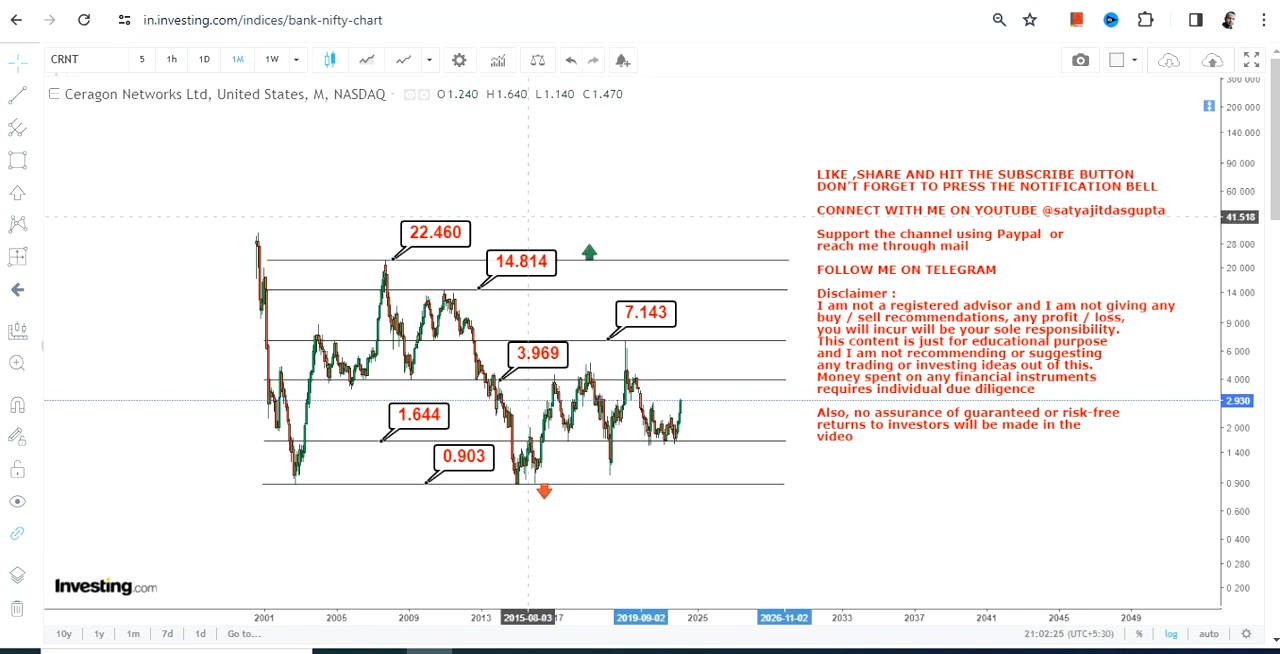 in.investing.com/indices/bank-nifty-chart
CRNT 5 1h 1D 1M 1W
Ceragon Networks Ltd, United States, M, NASDAQ O1.240 H1.640 L1.140 C1.470
300 000
200 000
140 000
90 000
60 000
41.518
28 000
20 000
14 000
9 000
6 000
4 000
2.930
2 000
1.400
0.900
0.600
0.400
0.280
0.200
22.460
14.814
7.143
3.969
1.644
0.903
LIKE ,SHARE AND HIT THE SUBSCRIBE BUTTON
DON'T FORGET TO PRESS THE NOTIFICATION BELL
CONNECT WITH ME ON YOUTUBE @satyajitdasgupta
Support the channel using Paypal or
reach me through mail
FOLLOW ME ON TELEGRAM
Disclaimer :
I am not a registered advisor and I am not giving any
buy / sell recommendations, any profit / loss,
you will incur will be your sole responsibility.
This content is just for educational purpose
and I am not recommending or suggesting
any trading or investing ideas out of this.
Money spent on any financial instruments
requires individual due diligence
Also, no assurance of guaranteed or risk-free
returns to investors will be made in the
video
Investing.com
2001 2005 2009 2013 2015-08-03 17 2019-09-02 2025 2026-11-02 2033 2037 2041 2045 2049
10y 1y 1m 7d 1d Go to... 21:02:25 (UTC+5:30) % log auto